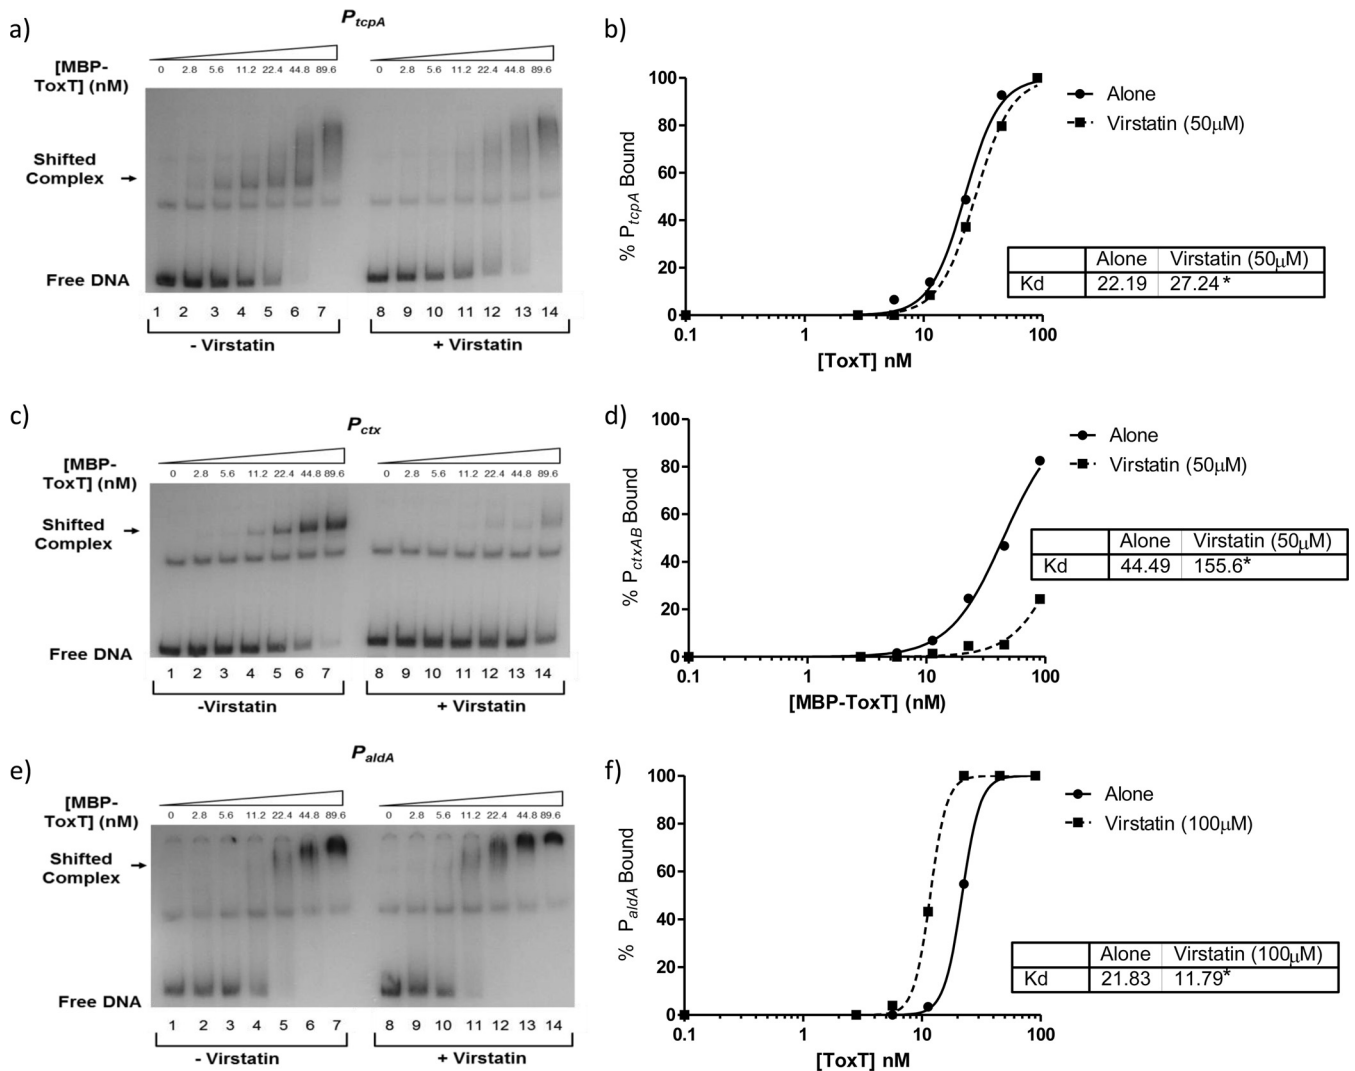 a)
P_tcpA
[MBP-ToxT] (nM)
0 2.8 5.6 11.2 22.4 44.8 89.6
0 2.8 5.6 11.2 22.4 44.8 89.6
Shifted Complex
Free DNA
1 2 3 4 5 6 7
8 9 10 11 12 13 14
- Virstatin
+ Virstatin
b)
% P_tcpA Bound
100
80
60
40
20
0
0.1 1 10 100
[ToxT] nM
Alone
Virstatin (50μM)
Alone Virstatin (50μM)
Kd 22.19 27.24*
c)
P_ctx
[MBP-ToxT] (nM)
0 2.8 5.6 11.2 22.4 44.8 89.6
0 2.8 5.6 11.2 22.4 44.8 89.6
Shifted Complex
Free DNA
1 2 3 4 5 6 7
8 9 10 11 12 13 14
-Virstatin
+ Virstatin
d)
% P_ctxAB Bound
100
80
60
40
20
0
0.1 1 10 100
[MBP-ToxT] (nM)
Alone
Virstatin (50μM)
Alone Virstatin (50μM)
Kd 44.49 155.6*
e)
P_aldA
[MBP-ToxT] (nM)
0 2.8 5.6 11.2 22.4 44.8 89.6
0 2.8 5.6 11.2 22.4 44.8 89.6
Shifted Complex
Free DNA
1 2 3 4 5 6 7
8 9 10 11 12 13 14
- Virstatin
+ Virstatin
f)
% P_aldA Bound
100
80
60
40
20
0
0.1 1 10 100
[ToxT] nM
Alone
Virstatin (100μM)
Alone Virstatin (100μM)
Kd 21.83 11.79*